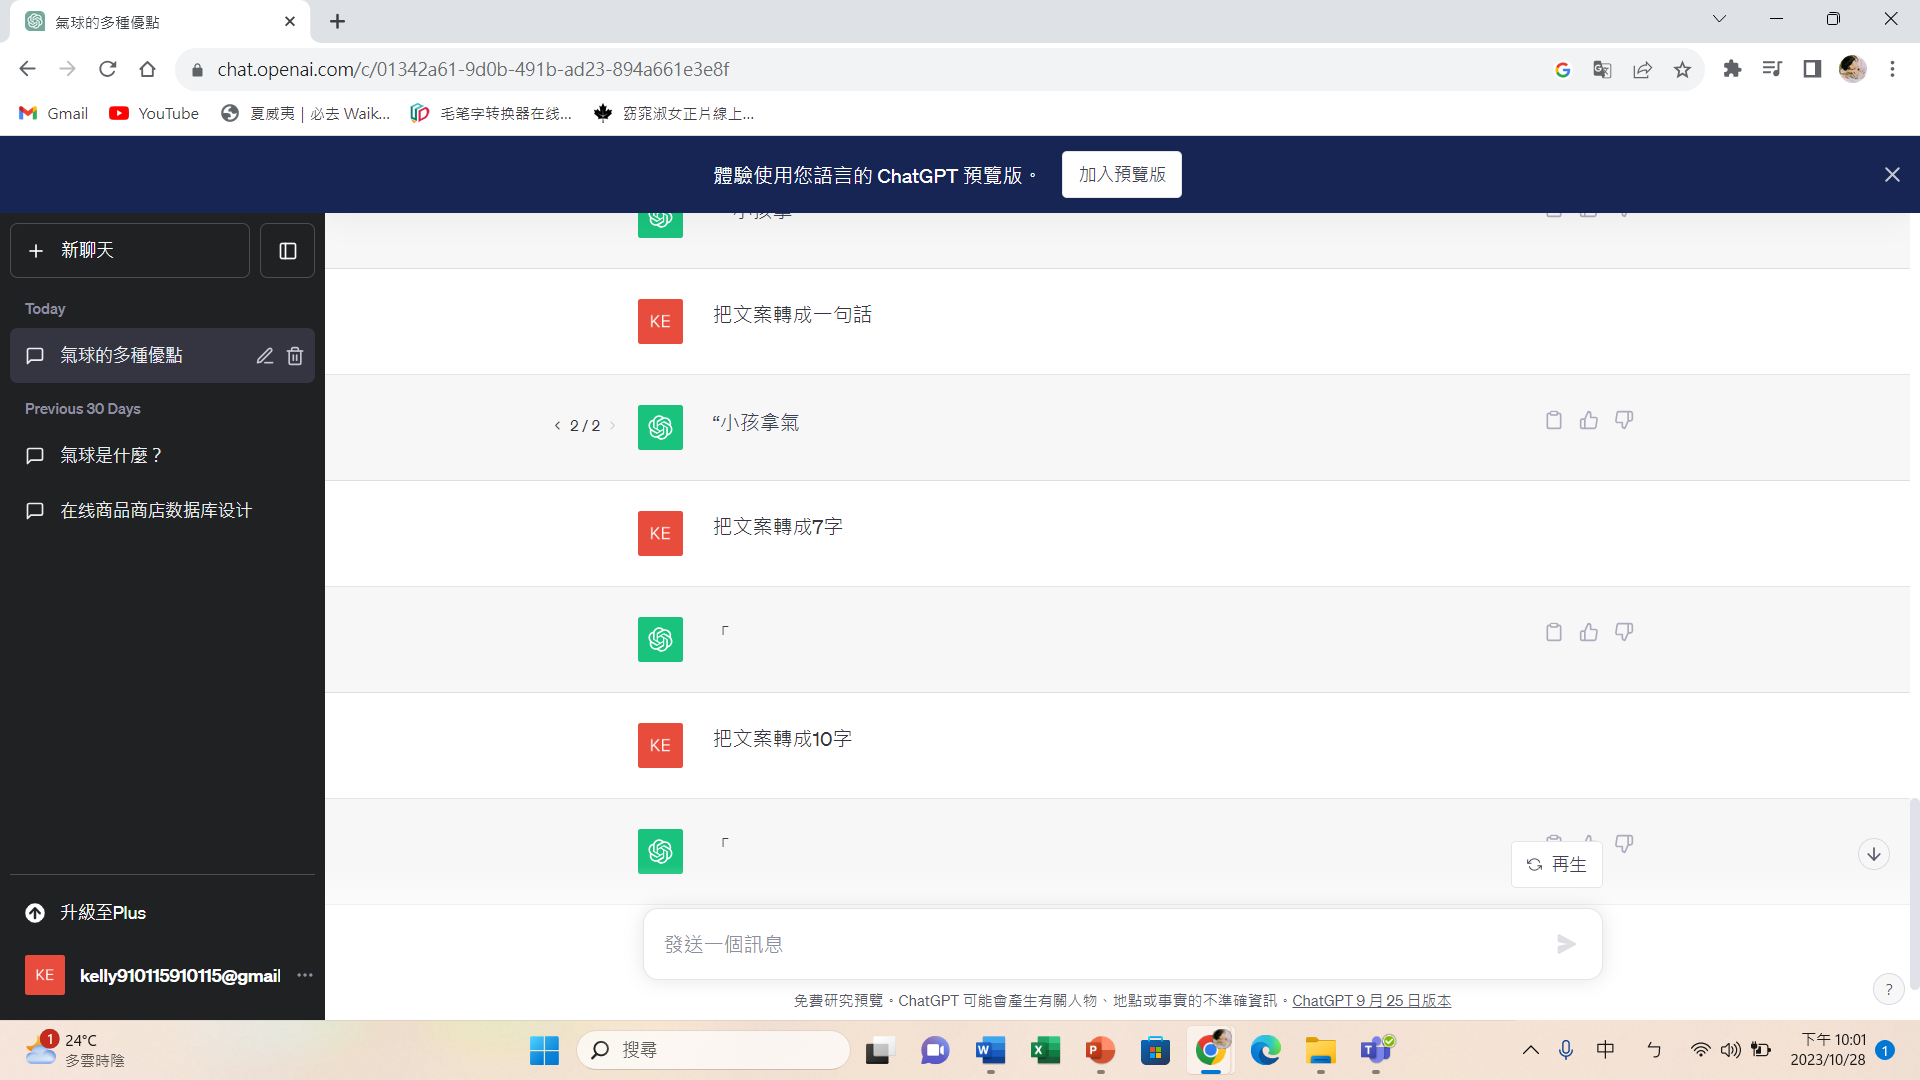 氣球的多種優點
chat.openai.com/c/01342a61-9d0b-491b-ad23-894a661e3e8f
Gmail
YouTube
夏威夷 | 必去 Waik...
毛笔字转换器在线...
窈窕淑女正片線上...
體驗使用您語言的 ChatGPT 預覽版。
加入預覽版
新聊天
Today
氣球的多種優點
Previous 30 Days
氣球是什麼？
在线商品商店数据库设计
升級至Plus
KE
kelly910115910115@gmail
小孩拿
KE
把文案轉成一句話
2 / 2
“小孩拿氣
KE
把文案轉成7字
「
KE
把文案轉成10字
「
再生
發送一個訊息
免費研究預覽。ChatGPT 可能會產生有關人物、地點或事實的不準確資訊。ChatGPT 9 月 25 日版本
?
1
24°C
多雲時陰
搜尋
中
ㄅ
下午 10:01
2023/10/28
1